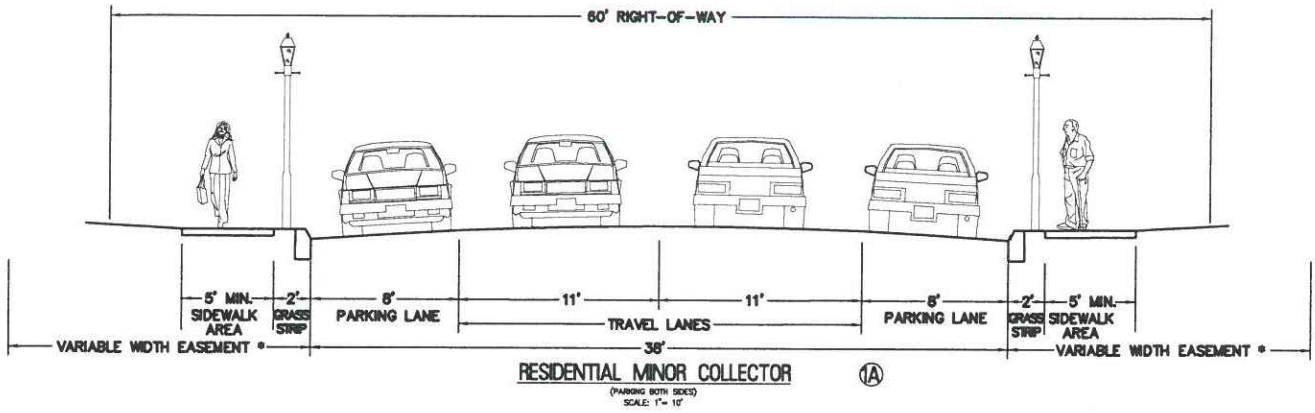 60' RIGHT-OF-WAY
5' MIN. 2' 8' 11' 11' 8' 2' 5' MIN.
SIDEWALK AREA
GRASS STRIP
PARKING LANE
TRAVEL LANES
PARKING LANE
GRASS STRIP
SIDEWALK AREA
VARIABLE WIDTH EASEMENT *
38'
VARIABLE WIDTH EASEMENT *
RESIDENTIAL MINOR COLLECTOR 1A
(PARKING BOTH SIDES)
SCALE: 1"= 10'